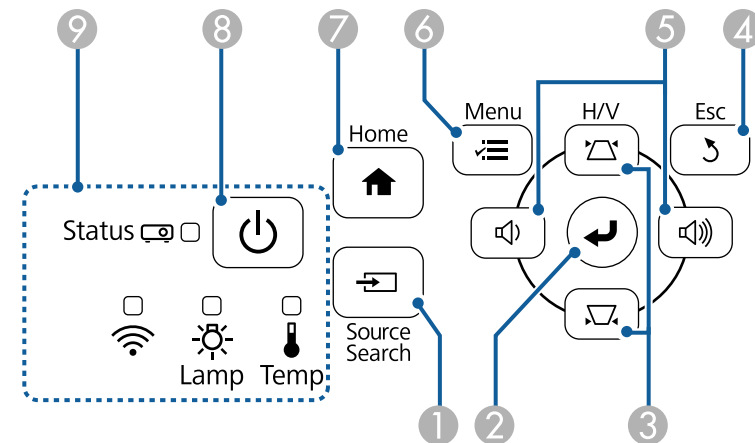 9 8 7 6 5 4
Menu H/V Esc
Home
Status
Source
Search
Lamp Temp
1 2 3